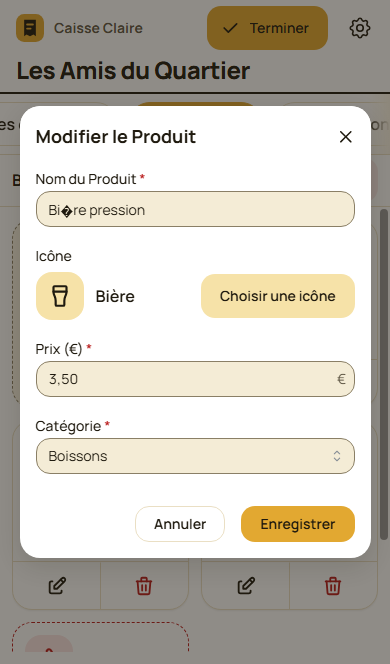 Caisse Claire
Terminer
Les Amis du Quartier
es
Modifier le Produit
Nom du Produit *
Bi�re pression
Icône
Bière
Choisir une icône
Prix (€) *
3,50
€
Catégorie *
Boissons
Annuler
Enregistrer